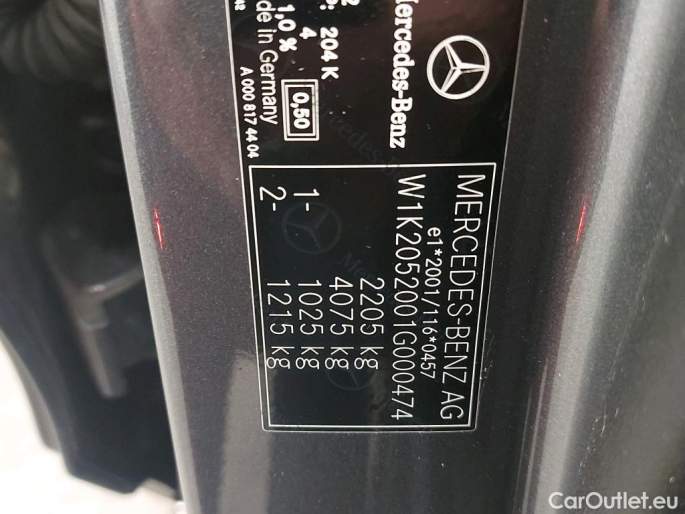 MERCEDES-BENZ AG
e1*2001/116*0457
W1K2052001G000474
2205 kg
4075 kg
1- 1025 kg
2- 1215 kg
Mercedes-Benz
204 K
4
1,0 %
0,50
de in Germany
A 000 817 44 04
CarOutlet.eu